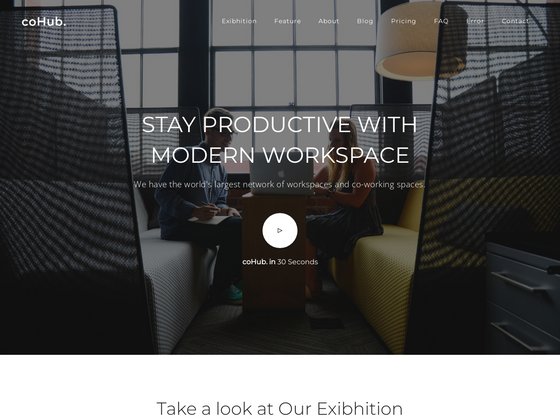 coHub.
Exibhition Feature About Blog Pricing FAQ Error Contact
STAY PRODUCTIVE WITH
MODERN WORKSPACE
We have the world's largest network of workspaces and co-working spaces.
coHub. in 30 Seconds
Take a look at Our Exibhition